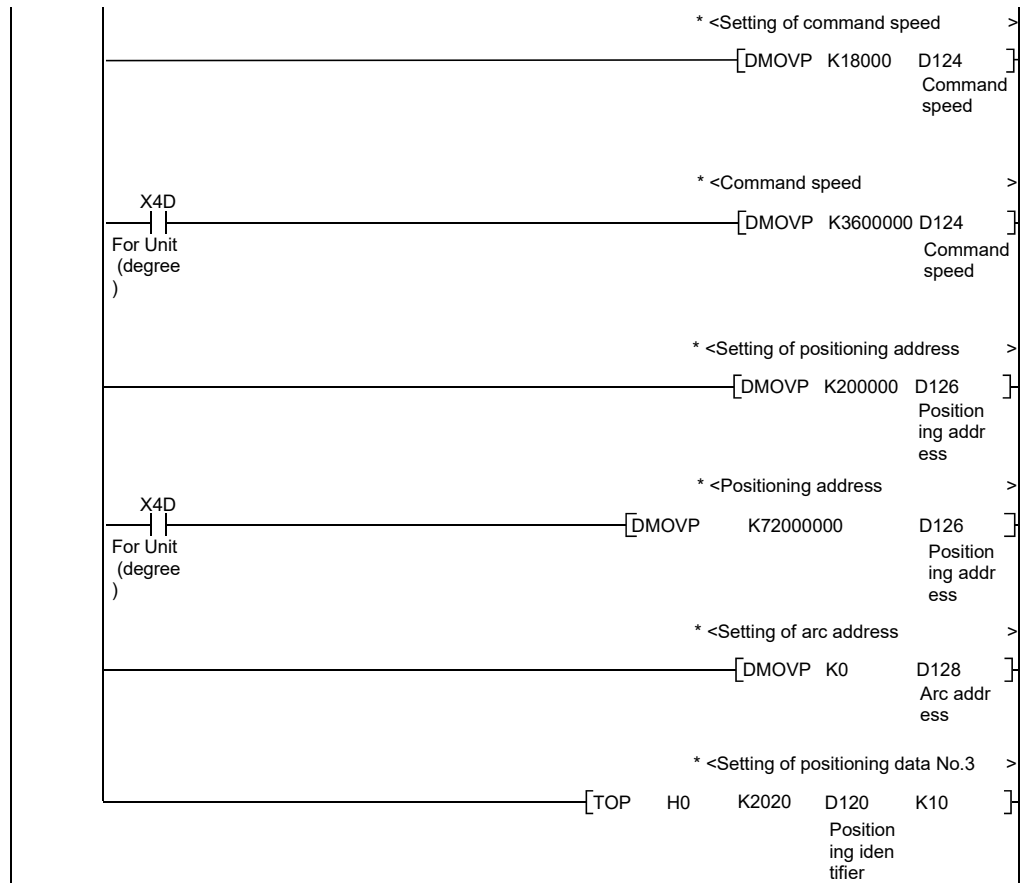 * <Setting of command speed >
[DMOVP K18000 D124 ]
Command
speed
* <Command speed >
X4D
[DMOVP K3600000 D124 ]
For Unit
(degree
)
Command
speed
* <Setting of positioning address >
[DMOVP K200000 D126 ]
Position
ing addr
ess
* <Positioning address >
X4D
[DMOVP K72000000 D126 ]
For Unit
(degree
)
Position
ing addr
ess
* <Setting of arc address >
[DMOVP K0 D128 ]
Arc addr
ess
* <Setting of positioning data No.3 >
[TOP H0 K2020 D120 K10 ]
Position
ing iden
tifier